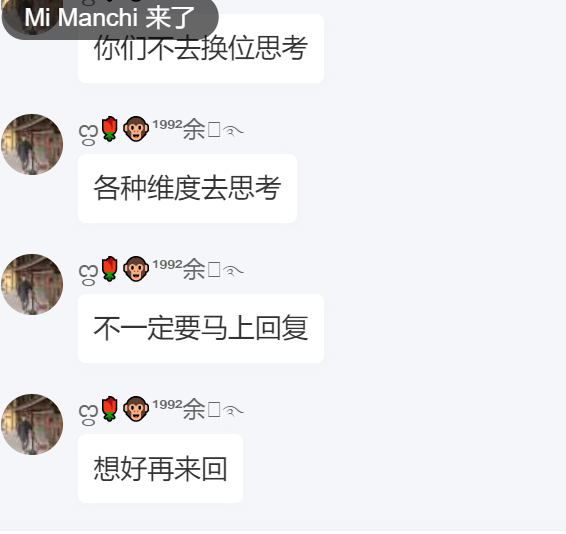 Mi Manchi 来了
你们不去换位思考
1992余
各种维度去思考
1992余
不一定要马上回复
1992余
想好再来回